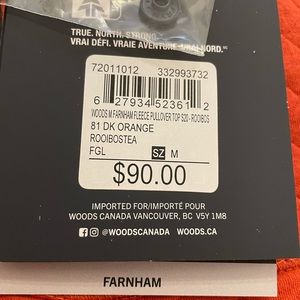 TRUE. NORTH. STRONG.
VRAI DÉFI. VRAIE AVENTURE. VRAI NORD.
72011012 332993732
6 27934 52361 2
WOODS M FARNHAM FLEECE PULLOVER TOP S20 - ROOIBOS
81 DK ORANGE
ROOIBOSTEA
FGL SZ M
$90.00
IMPORTED FOR/IMPORTÉ POUR
WOODS CANADA VANCOUVER, BC V5Y 1M8
@WOODSCANADA WOODS.CA
FARNHAM